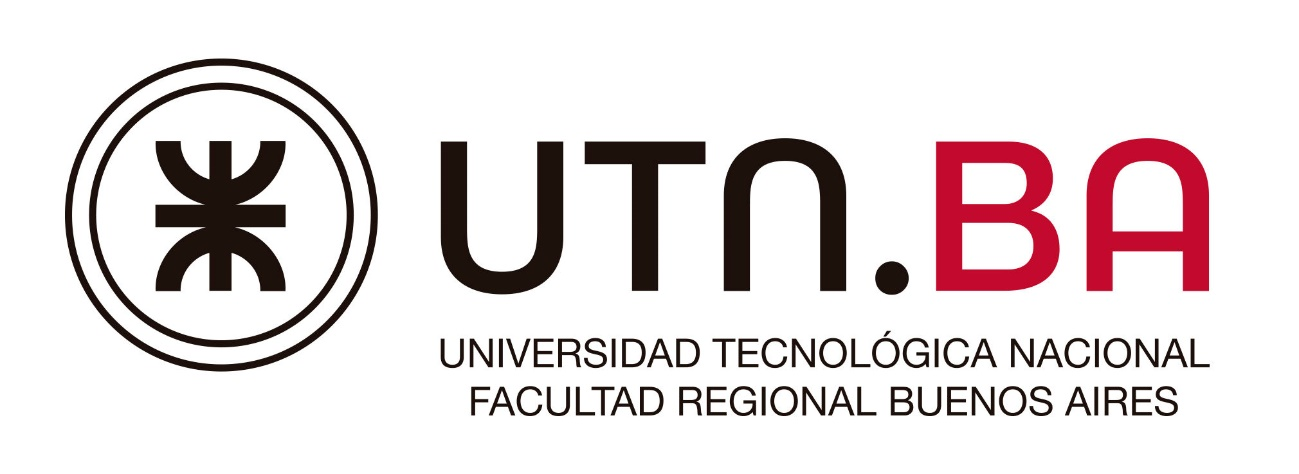 UTN.BA
UNIVERSIDAD TECNOLÓGICA NACIONAL
FACULTAD REGIONAL BUENOS AIRES